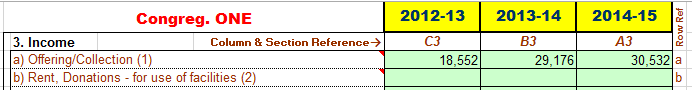 Congreg. ONE 2012-13 2013-14 2014-15 Row Ref
3. Income Column & Section Reference→ C3 B3 A3
a) Offering/Collection (1) 18,552 29,176 30,532 a
b) Rent, Donations - for use of facilities (2) b